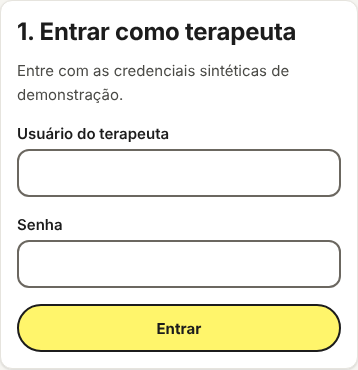 1. Entrar como terapeuta
Entre com as credenciais sintéticas de
demonstração.
Usuário do terapeuta
Senha
Entrar